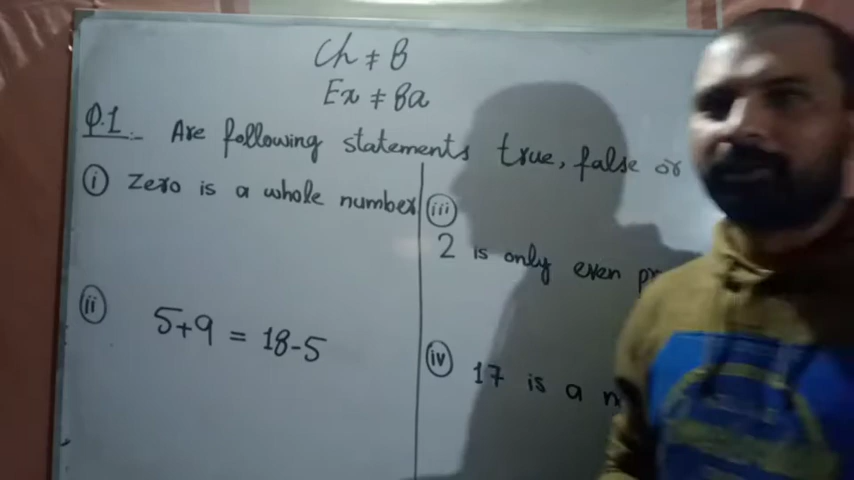 Ch # 8
Ex # 8a
Q.1 Are following statements true, false or
(i) Zero is a whole number
(ii) 5+9 = 18-5
(iii)
2 is only even pr
(iv) 17 is a n